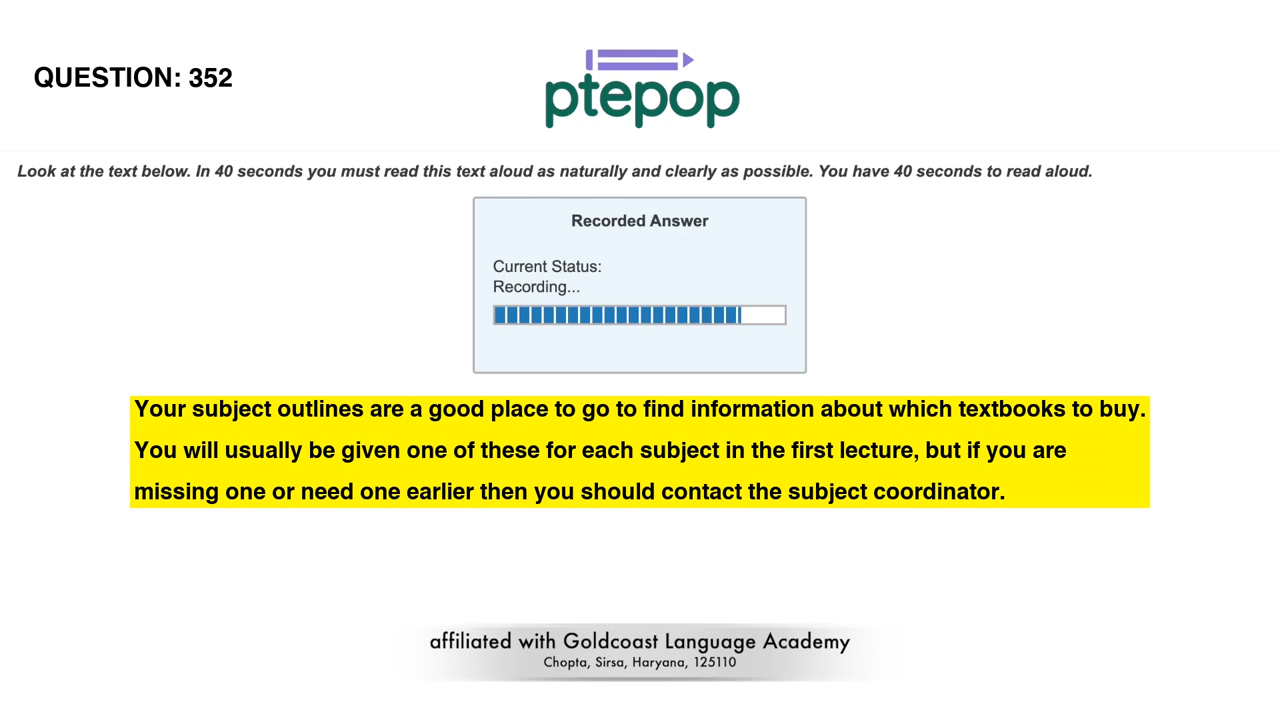 QUESTION: 352
ptepop
Look at the text below. In 40 seconds you must read this text aloud as naturally and clearly as possible. You have 40 seconds to read aloud.
Recorded Answer
Current Status:
Recording...
Your subject outlines are a good place to go to find information about which textbooks to buy.
You will usually be given one of these for each subject in the first lecture, but if you are
missing one or need one earlier then you should contact the subject coordinator.
affiliated with Goldcoast Language Academy
Chopta, Sirsa, Haryana, 125110